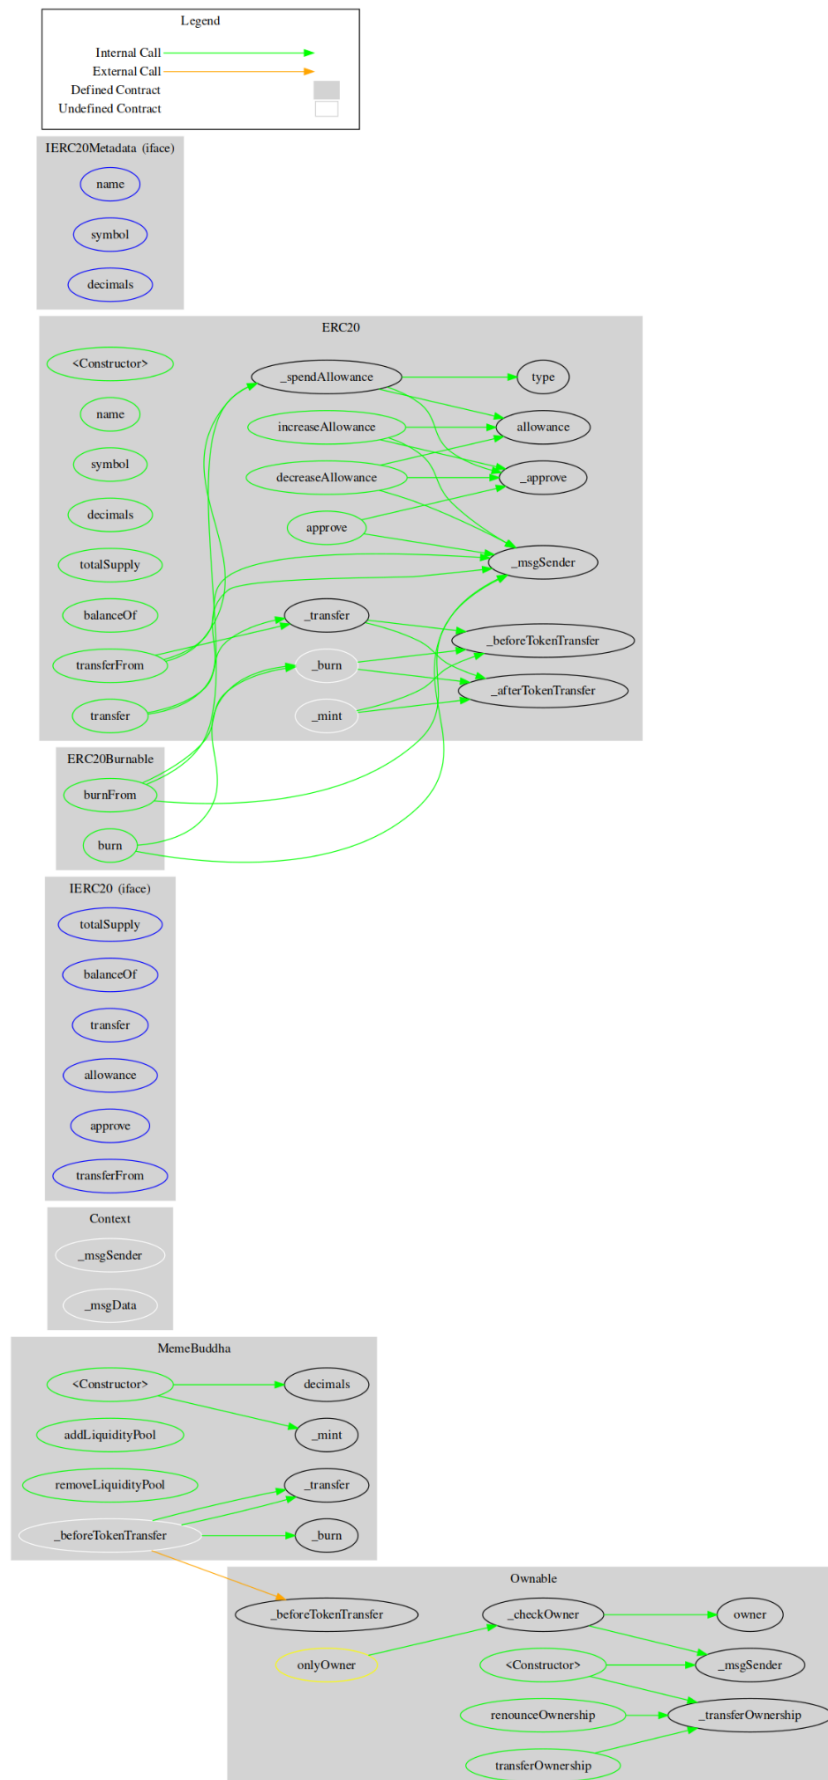 Legend
Internal Call
External Call
Defined Contract
Undefined Contract
IERC20Metadata (iface)
name
symbol
decimals
ERC20
<Constructor>
name
symbol
decimals
totalSupply
balanceOf
transferFrom
transfer
_spendAllowance
increaseAllowance
decreaseAllowance
approve
_transfer
_burn
_mint
type
allowance
_approve
_msgSender
_beforeTokenTransfer
_afterTokenTransfer
ERC20Burnable
burnFrom
burn
IERC20 (iface)
totalSupply
balanceOf
transfer
allowance
approve
transferFrom
Context
_msgSender
_msgData
MemeBuddha
<Constructor>
addLiquidityPool
removeLiquidityPool
_beforeTokenTransfer
decimals
_mint
_transfer
_burn
Ownable
_beforeTokenTransfer
onlyOwner
_checkOwner
<Constructor>
renounceOwnership
transferOwnership
owner
_msgSender
_transferOwnership